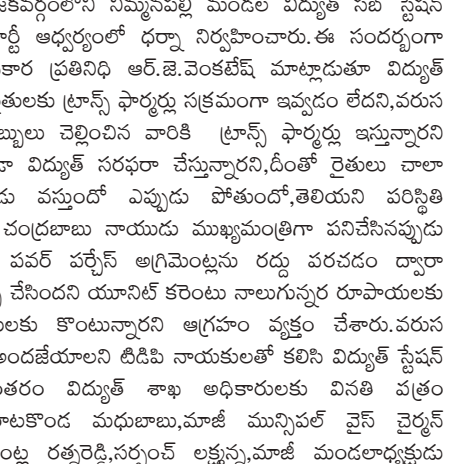 జకవర్గంలోని నిమ్మనపల్లి మండల విద్యుత్ సబ్ స్టేషన్
ార్టీ ఆధ్వర్యంలో ధర్నా నిర్వహించారు.ఈ సందర్బంగా
కార ప్రతినిధి ఆర్.జె.వెంకటేష్ మాట్లాడుతూ విద్యుత్
ైతులకు ట్రాన్స్ ఫార్మర్లు సక్రమంగా ఇవ్వడం లేదని,వరుస
బ్బులు చెల్లించిన వారికి ట్రాన్స్ ఫార్మర్లు ఇస్తున్నారని
డా విద్యుత్ సరఫరా చేస్తున్నారని,దీంతో రైతులు చాలా
డు వస్తుందో ఎప్పుడు పోతుందో,తెలియని పరిస్థితి
చంద్రబాబు నాయుడు ముఖ్యమంత్రిగా పనిచేసినప్పుడు
పవర్ పర్చేస్ అగ్రిమెంట్లను రద్దు పరచడం ద్వారా
చేసిందని యూనిట్ కరెంటు నాలుగున్నర రూపాయలకు
లకు కొంటున్నారని ఆగ్రహం వ్యక్తం చేశారు.వరుస
అందజేయాలని టిడిపి నాయకులతో కలిసి విద్యుత్ స్టేషన్
ంతరం విద్యుత్ శాఖ అధికారులకు వినతి పత్రం
ాటకొండ మధుబాబు,మాజీ మున్సిపల్ వైస్ చైర్మన్
ంట్ల రత్నరెడ్డి,సర్పంచ్ లక్ష్మన్న,మాజీ మండలాధ్యక్షుడు